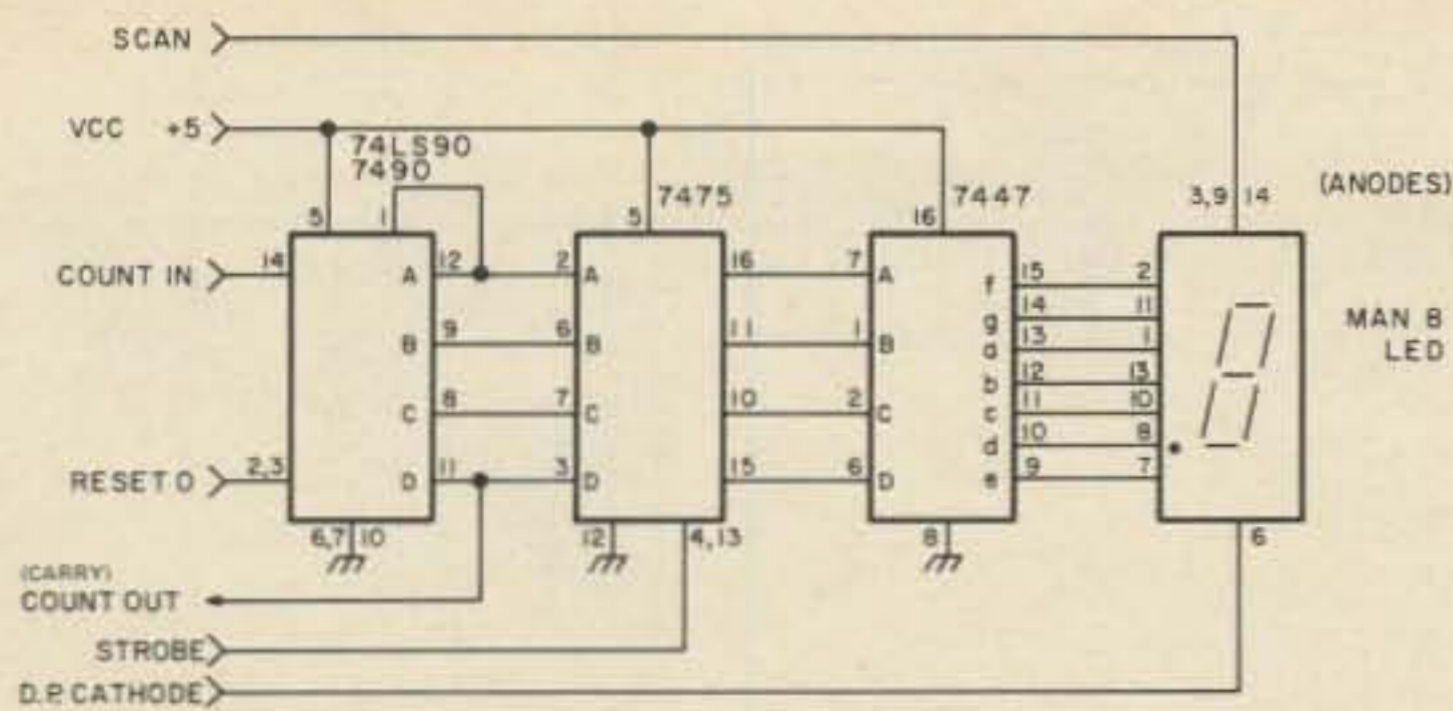 SCAN
VCC +5
74LS90
7490
5 1
7475
5
7447
16
3,9 14
(ANODES)
COUNT IN
14 A 12 2 A 16 7 A
f 15 2
g 14 11
a 13 1
b 12 13
c 11 10
d 10 8
e 9 7
MAN 8
LED
B 9 6 B 11 1 B
C 8 7 C 10 2 C
RESET 0
2,3 D 11 3 D 15 6 D
6,7 10
12 4,13
8
6
(CARRY)
COUNT OUT
STROBE
D.P. CATHODE